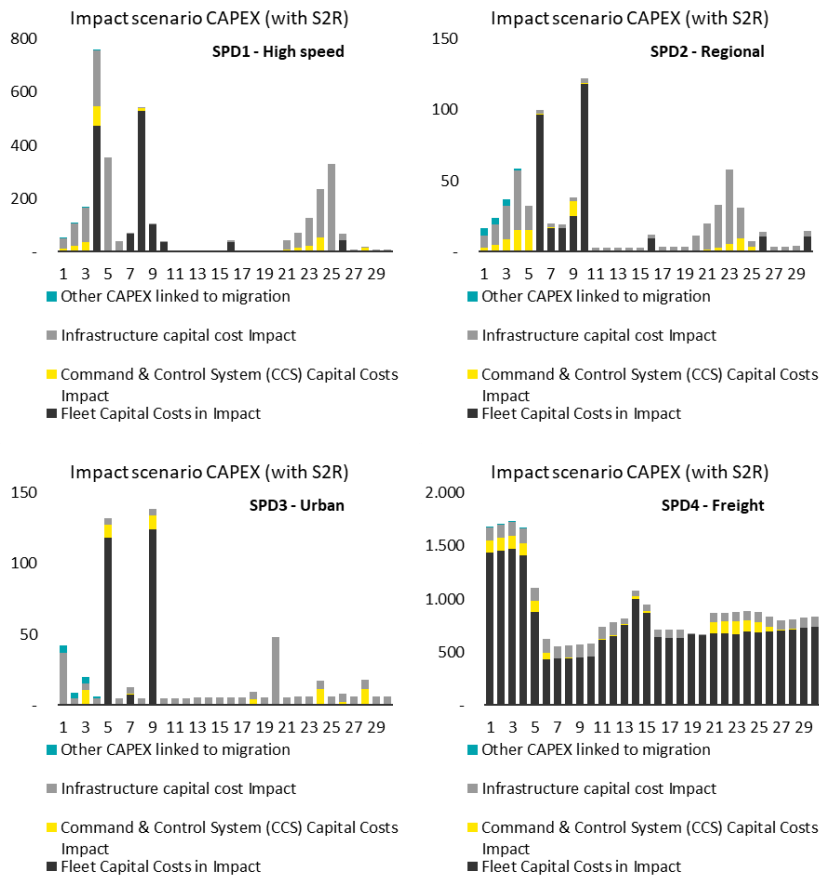 Impact scenario CAPEX (with S2R)
SPD1 - High speed
800
600
400
200
-
1 3 5 7 9 11 13 15 17 19 21 23 25 27 29
Other CAPEX linked to migration
Infrastructure capital cost Impact
Command & Control System (CCS) Capital Costs
Impact
Fleet Capital Costs in Impact
Impact scenario CAPEX (with S2R)
SPD2 - Regional
150
100
50
-
1 3 5 7 9 11 13 15 17 19 21 23 25 27 29
Other CAPEX linked to migration
Infrastructure capital cost Impact
Command & Control System (CCS) Capital Costs
Impact
Fleet Capital Costs in Impact
Impact scenario CAPEX (with S2R)
SPD3 - Urban
150
100
50
-
1 3 5 7 9 11 13 15 17 19 21 23 25 27 29
Other CAPEX linked to migration
Infrastructure capital cost Impact
Command & Control System (CCS) Capital Costs
Impact
Fleet Capital Costs in Impact
Impact scenario CAPEX (with S2R)
SPD4 - Freight
2.000
1.500
1.000
500
-
1 3 5 7 9 11 13 15 17 19 21 23 25 27 29
Other CAPEX linked to migration
Infrastructure capital cost Impact
Command & Control System (CCS) Capital Costs
Impact
Fleet Capital Costs in Impact